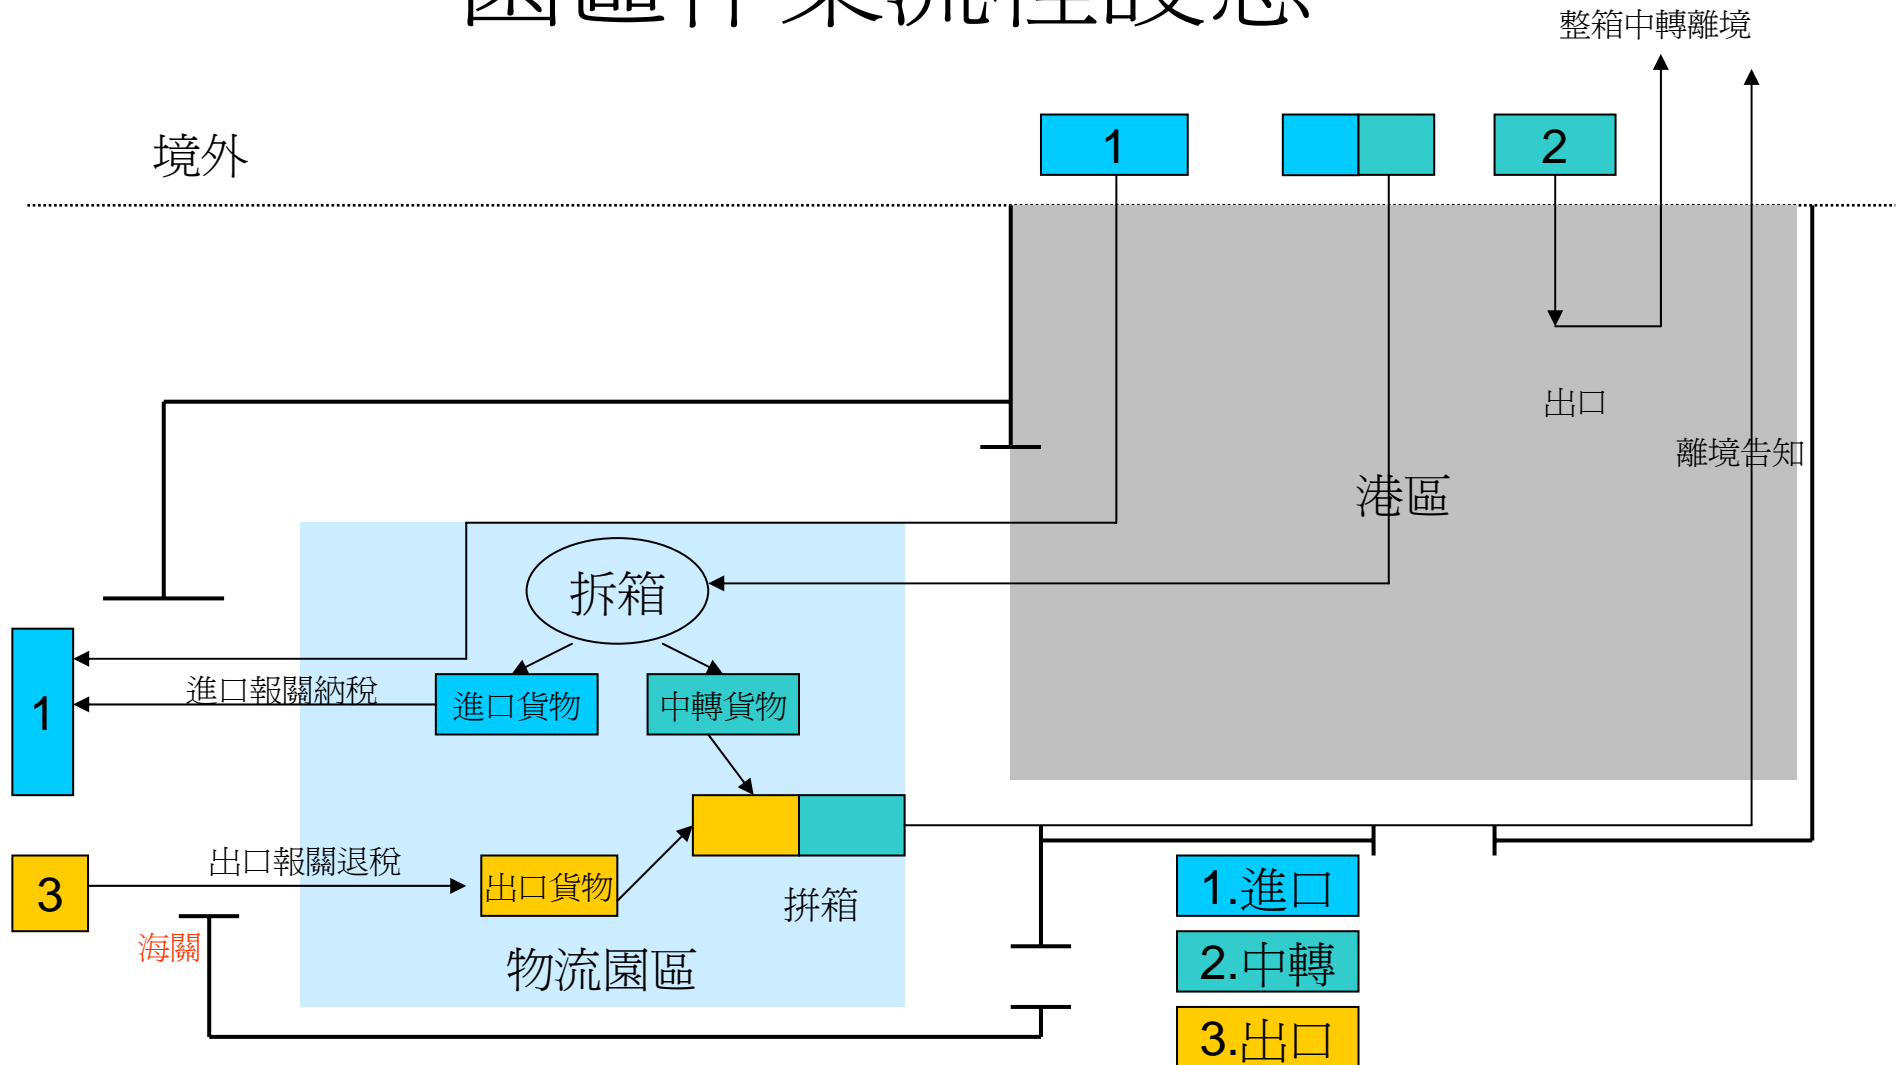 整箱中轉離境
境外
1
2
出口
離境告知
港區
拆箱
1
進口報關納稅
進口貨物
中轉貨物
3
出口報關退稅
出口貨物
拼箱
海關
物流園區
1.進口
2.中轉
3.出口